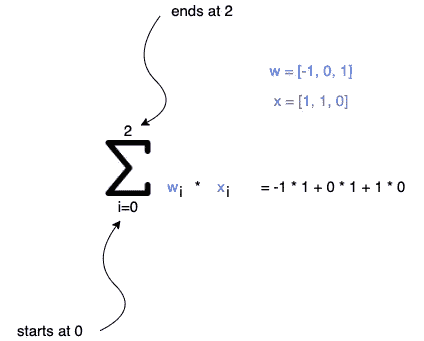 ends at 2
w = [-1, 0, 1]
x = [1, 1, 0]
2
∑ wi * xi = -1 * 1 + 0 * 1 + 1 * 0
i=0
starts at 0